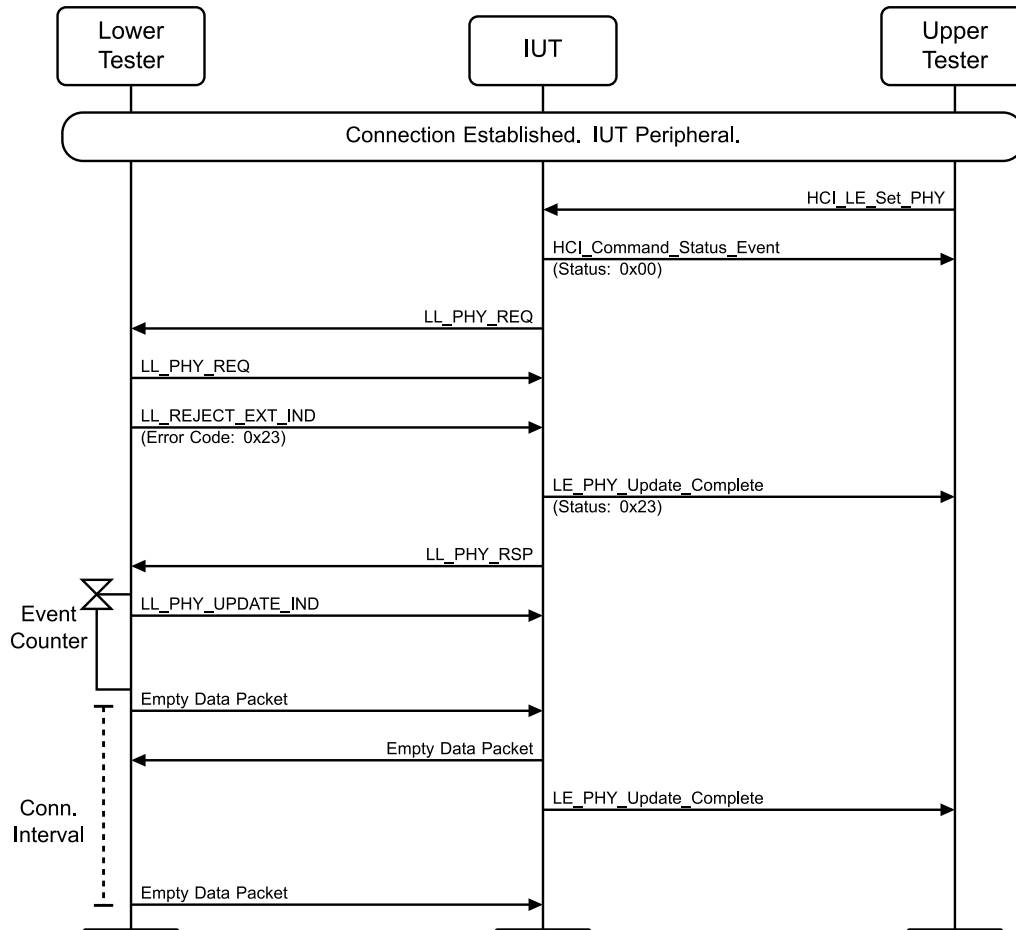 Lower
Tester
IUT
Upper
Tester
Connection Established. IUT Peripheral.
HCI_LE_Set_PHY
HCI_Command_Status_Event
(Status: 0x00)
LL_PHY_REQ
LL_PHY_REQ
LL_REJECT_EXT_IND
(Error Code: 0x23)
LE_PHY_Update_Complete
(Status: 0x23)
LL_PHY_RSP
Event
Counter
LL_PHY_UPDATE_IND
Empty Data Packet
Empty Data Packet
LE_PHY_Update_Complete
Conn.
Interval
Empty Data Packet